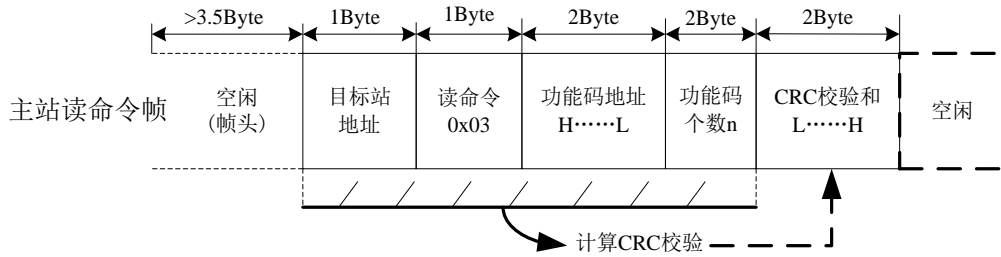 >3.5Byte
1Byte
1Byte
2Byte
2Byte
2Byte
主站读命令帧
空闲
(帧头)
目标站
地址
读命令
0x03
功能码地址
H……L
功能码
个数n
CRC校验和
L……H
空闲
计算CRC校验